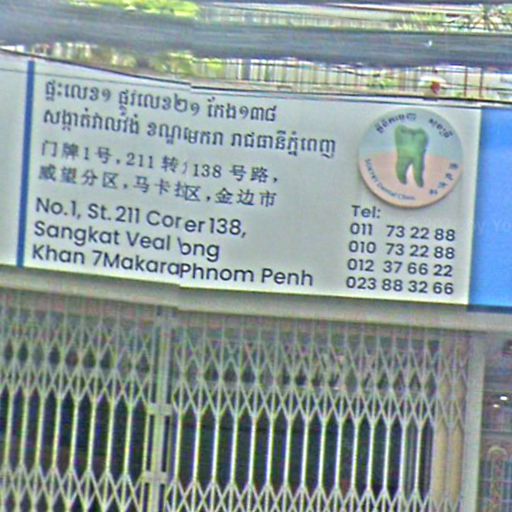 ផ្ទះលេខ១ ផ្លូវលេខ២១១ កែង១៣៨
សង្កាត់វាលវង់ ខណ្ឌ៧មករា រាជធានីភ្នំពេញ
门牌1号,211 转 138 号路,
威望分区,马卡拉区,金边市
No.1, St. 211 Corer 138,
Sangkat Veal Vong
Khan 7Makara Phnom Penh
Tel:
011 73 22 88
010 73 22 88
012 37 66 22
023 88 32 66
Dental Clinic